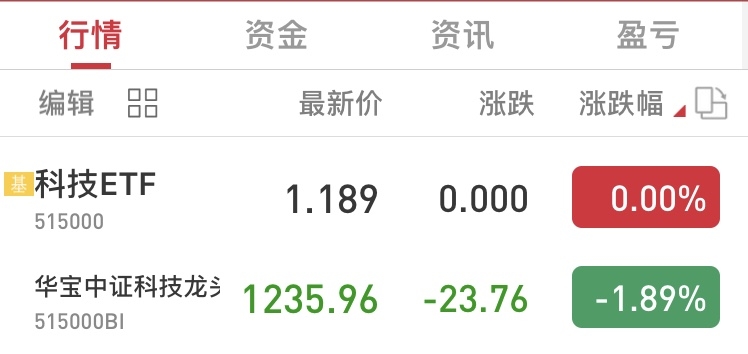 行情 资金 资讯 盈亏
编辑 最新价 涨跌 涨跌幅
基 科技ETF 1.189 0.000 0.00%
515000
华宝中证科技龙头 1235.96 -23.76 -1.89%
515000BI